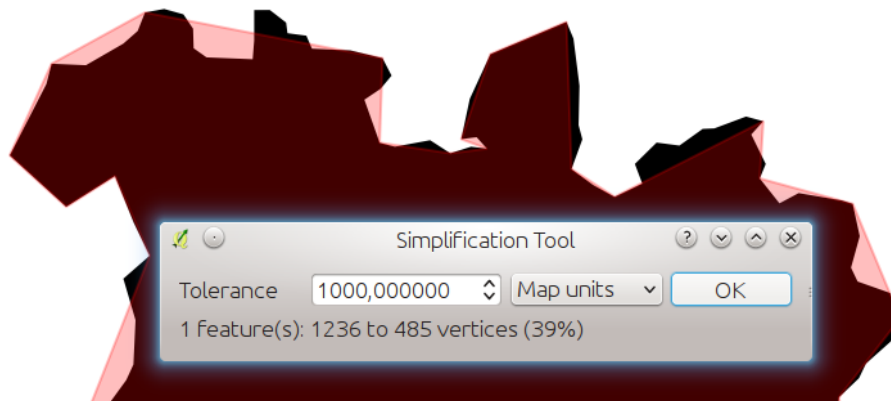 Simplification Tool
Tolerance 1000,000000 Map units OK
1 feature(s): 1236 to 485 vertices (39%)